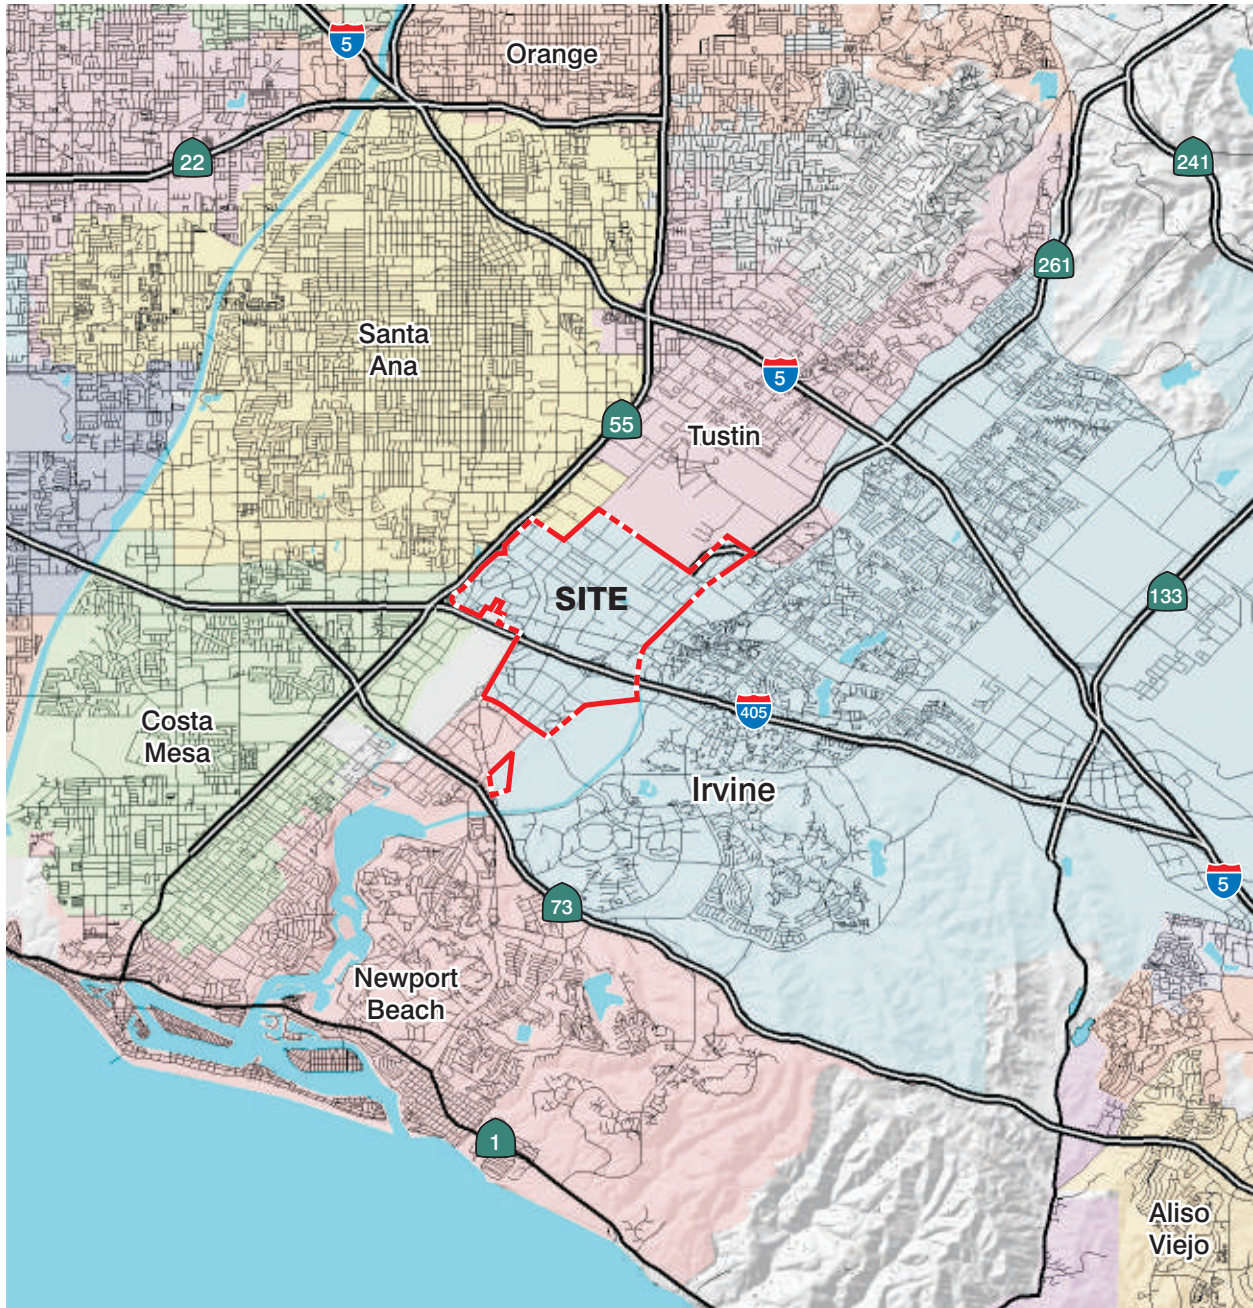 5
Orange
22
241
261
Santa
Ana
5
55
Tustin
SITE
133
405
Costa
Mesa
Irvine
5
73
Newport
Beach
1
Aliso
Viejo